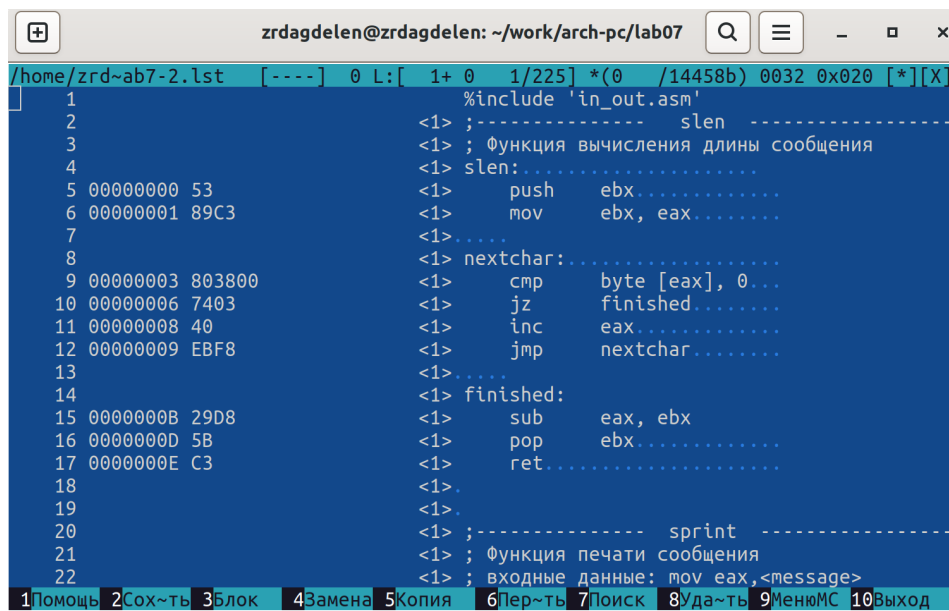 zrdagdelen@zrdagdelen: ~/work/arch-pc/lab07
/home/zrd~ab7-2.lst [----] 0 L:[ 1+ 0 1/225] *(0 /14458b) 0032 0x020 [*][X]
1 %include 'in_out.asm'
2 <1> ;--------------- slen -------------------
3 <1> ; Функция вычисления длины сообщения
4 <1> slen:.....................
5 00000000 53 <1> push ebx.............
6 00000001 89C3 <1> mov ebx, eax........
7 <1>.....
8 <1> nextchar:...................
9 00000003 803800 <1> cmp byte [eax], 0...
10 00000006 7403 <1> jz finished........
11 00000008 40 <1> inc eax.............
12 00000009 EBF8 <1> jmp nextchar........
13 <1>.....
14 <1> finished:
15 0000000B 29D8 <1> sub eax, ebx
16 0000000D 5B <1> pop ebx.............
17 0000000E C3 <1> ret.....................
18 <1>.
19 <1>.
20 <1> ;--------------- sprint -----------------
21 <1> ; Функция печати сообщения
22 <1> ; входные данные: mov eax,<message>
1Помощь 2Сох~ть 3Блок 4Замена 5Копия 6Пер~ть 7Поиск 8Уда~ть 9МенюМС 10Выход